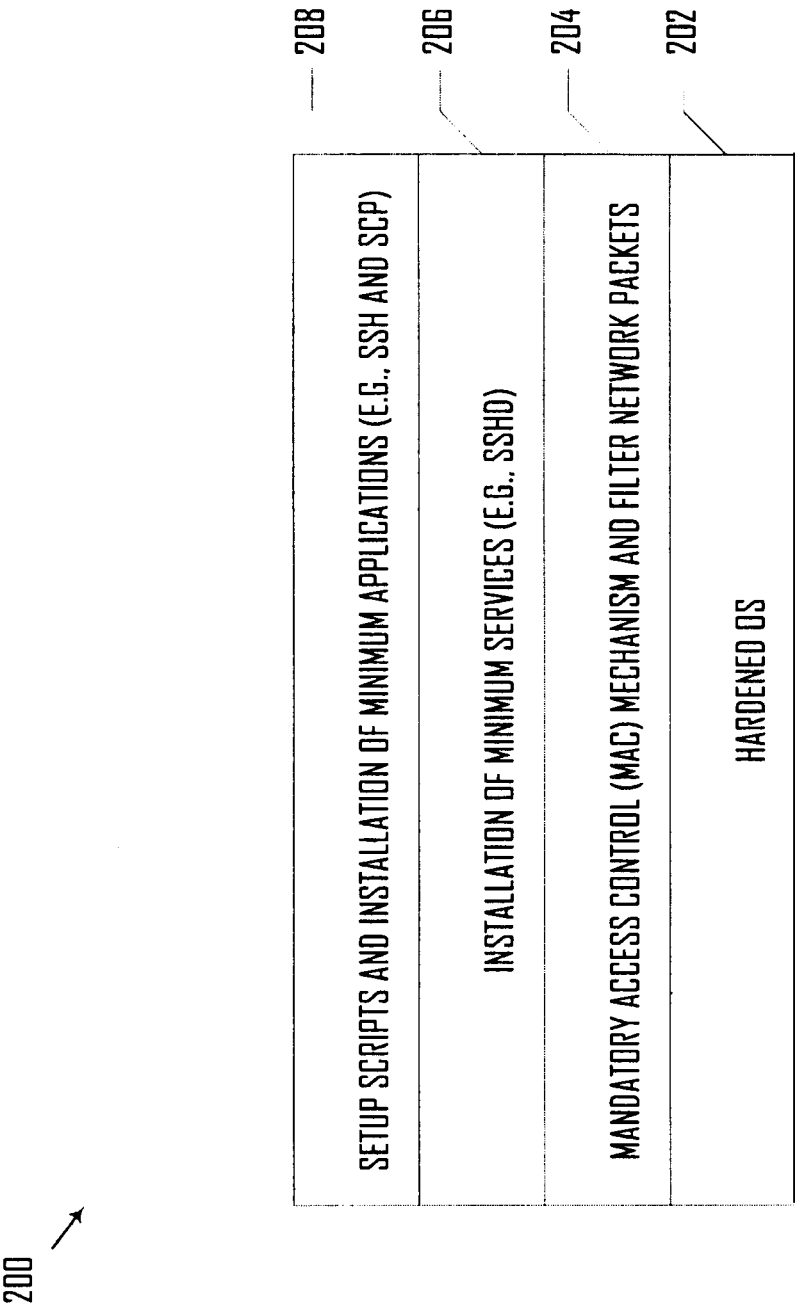 200
SETUP SCRIPTS AND INSTALLATION OF MINIMUM APPLICATIONS (E.G., SSH AND SCP)
208
INSTALLATION OF MINIMUM SERVICES (E.G., SSHD)
206
MANDATORY ACCESS CONTROL (MAC) MECHANISM AND FILTER NETWORK PACKETS
204
HARDENED OS
202